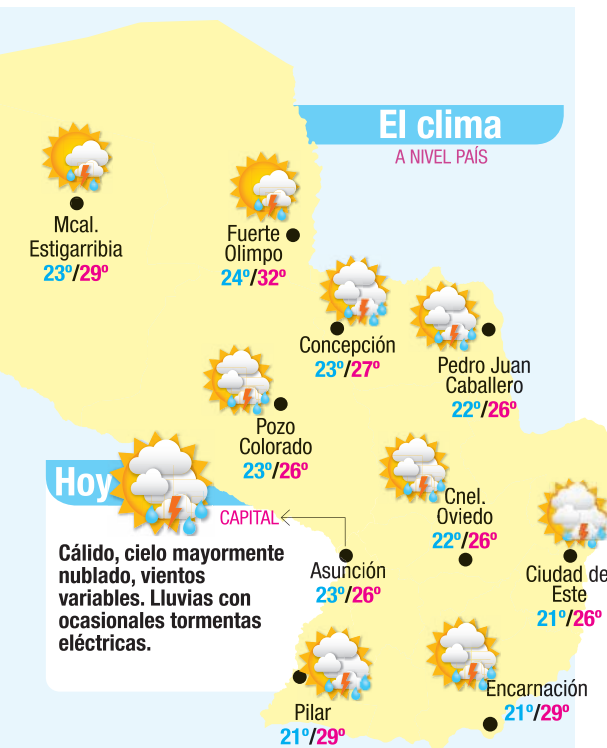 El clima
A NIVEL PAÍS
Mcal.
Estigarribia
23º/29º
Fuerte
Olimpo
24º/32º
Concepción
23º/27º
Pedro Juan
Caballero
22º/26º
Pozo
Colorado
23º/26º
Hoy
CAPITAL
Cálido, cielo mayormente
nublado, vientos
variables. Lluvias con
ocasionales tormentas
eléctricas.
Cnel.
Oviedo
22º/26º
Asunción
23º/26º
Ciudad de
Este
21º/26º
Pilar
21º/29º
Encarnación
21º/29º